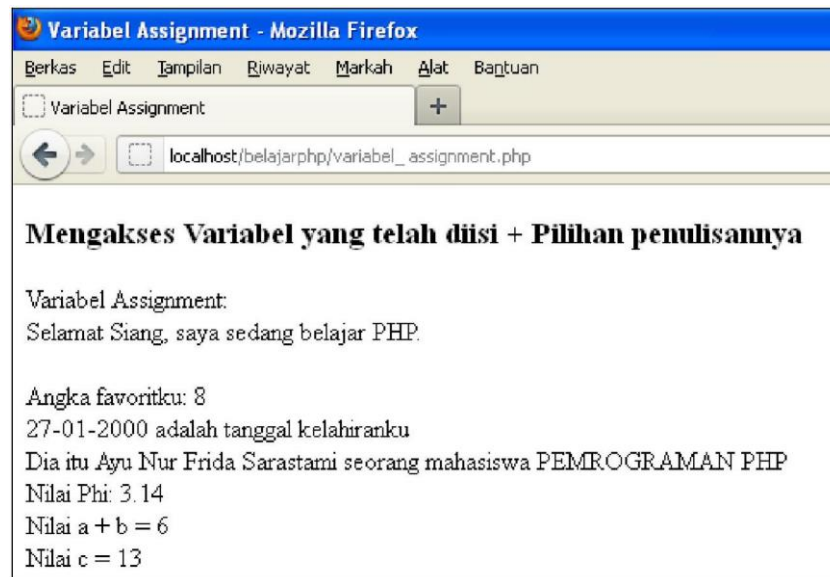 Variabel Assignment - Mozilla Firefox
Berkas Edit Tampilan Riwayat Markah Alat Bantuan
Variabel Assignment +
localhost/belajarphp/variabel_ assignment.php
Mengakses Variabel yang telah diisi + Pilihan penulisannya
Variabel Assignment:
Selamat Siang, saya sedang belajar PHP.
Angka favoritku: 8
27-01-2000 adalah tanggal kelahiranku
Dia itu Ayu Nur Frida Sarastami seorang mahasiswa PEMROGRAMAN PHP
Nilai Phi: 3.14
Nilai a + b = 6
Nilai c = 13